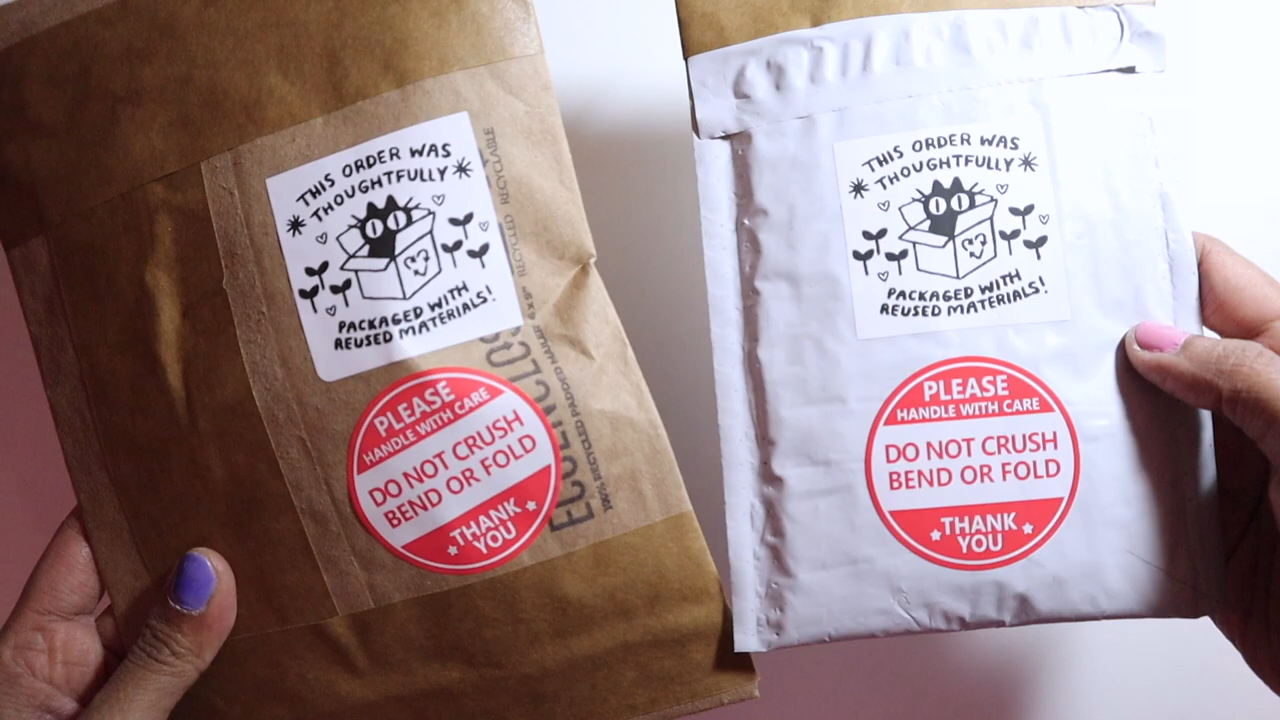 THIS ORDER WAS
THOUGHTFULLY
PACKAGED WITH
REUSED MATERIALS!
PLEASE
HANDLE WITH CARE
DO NOT CRUSH
BEND OR FOLD
THANK
YOU
RECYCLED RECYCLABLE
100% RECYCLED PADDED MAILER 6 x 9"
THIS ORDER WAS
THOUGHTFULLY
PACKAGED WITH
REUSED MATERIALS!
PLEASE
HANDLE WITH CARE
DO NOT CRUSH
BEND OR FOLD
THANK
YOU